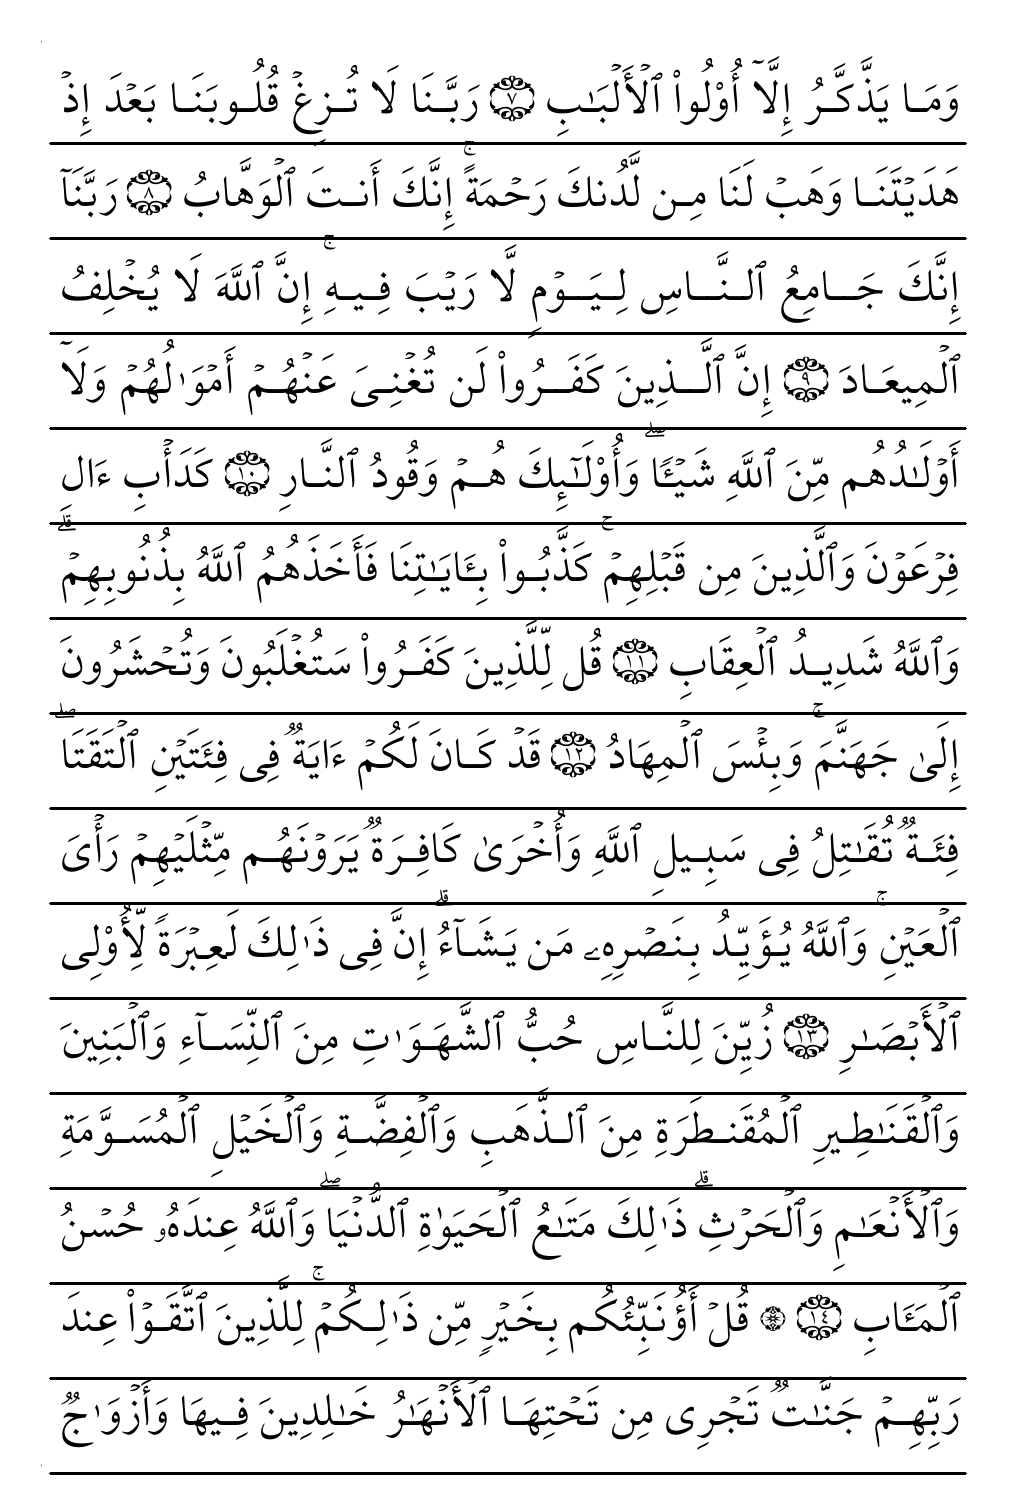 وَمَا يَذَّكَّرُ إِلَّآ أُوْلُواْ ٱلْأَلْبَـٰبِ ٧ رَبَّنَا لَا تُزِغْ قُلُوبَنَا بَعْدَ إِذْ
هَدَيْتَنَا وَهَبْ لَنَا مِن لَّدُنكَ رَحْمَةً ۚ إِنَّكَ أَنتَ ٱلْوَهَّابُ ٨ رَبَّنَآ
إِنَّكَ جَامِعُ ٱلنَّاسِ لِيَوْمٍ لَّا رَيْبَ فِيهِ ۚ إِنَّ ٱللَّهَ لَا يُخْلِفُ
ٱلْمِيعَادَ ٩ إِنَّ ٱلَّذِينَ كَفَرُواْ لَن تُغْنِىَ عَنْهُمْ أَمْوَٰلُهُمْ وَلَآ
أَوْلَـٰدُهُم مِّنَ ٱللَّهِ شَيْـًٔا ۖ وَأُوْلَـٰٓئِكَ هُمْ وَقُودُ ٱلنَّارِ ١٠ كَدَأْبِ ءَالِ
فِرْعَوْنَ وَٱلَّذِينَ مِن قَبْلِهِمْ ۚ كَذَّبُواْ بِـَٔايَـٰتِنَا فَأَخَذَهُمُ ٱللَّهُ بِذُنُوبِهِمْ ۗ
وَٱللَّهُ شَدِيدُ ٱلْعِقَابِ ١١ قُل لِّلَّذِينَ كَفَرُواْ سَتُغْلَبُونَ وَتُحْشَرُونَ
إِلَىٰ جَهَنَّمَ ۚ وَبِئْسَ ٱلْمِهَادُ ١٢ قَدْ كَانَ لَكُمْ ءَايَةٌ فِى فِئَتَيْنِ ٱلْتَقَتَا ۖ
فِئَةٌ تُقَـٰتِلُ فِى سَبِيلِ ٱللَّهِ وَأُخْرَىٰ كَافِرَةٌ يَرَوْنَهُم مِّثْلَيْهِمْ رَأْىَ
ٱلْعَيْنِ ۚ وَٱللَّهُ يُؤَيِّدُ بِنَصْرِهِۦ مَن يَشَآءُ ۗ إِنَّ فِى ذَٰلِكَ لَعِبْرَةً لِّأُوْلِى
ٱلْأَبْصَـٰرِ ١٣ زُيِّنَ لِلنَّاسِ حُبُّ ٱلشَّهَوَٰتِ مِنَ ٱلنِّسَآءِ وَٱلْبَنِينَ
وَٱلْقَنَـٰطِيرِ ٱلْمُقَنطَرَةِ مِنَ ٱلذَّهَبِ وَٱلْفِضَّةِ وَٱلْخَيْلِ ٱلْمُسَوَّمَةِ
وَٱلْأَنْعَـٰمِ وَٱلْحَرْثِ ۗ ذَٰلِكَ مَتَـٰعُ ٱلْحَيَوٰةِ ٱلدُّنْيَا ۖ وَٱللَّهُ عِندَهُۥ حُسْنُ
ٱلْمَـَٔابِ ١٤ ۞ قُلْ أَؤُنَبِّئُكُم بِخَيْرٍ مِّن ذَٰلِكُمْ ۚ لِلَّذِينَ ٱتَّقَوْاْ عِندَ
رَبِّهِمْ جَنَّـٰتٌ تَجْرِى مِن تَحْتِهَا ٱلْأَنْهَـٰرُ خَـٰلِدِينَ فِيهَا وَأَزْوَٰجٌ